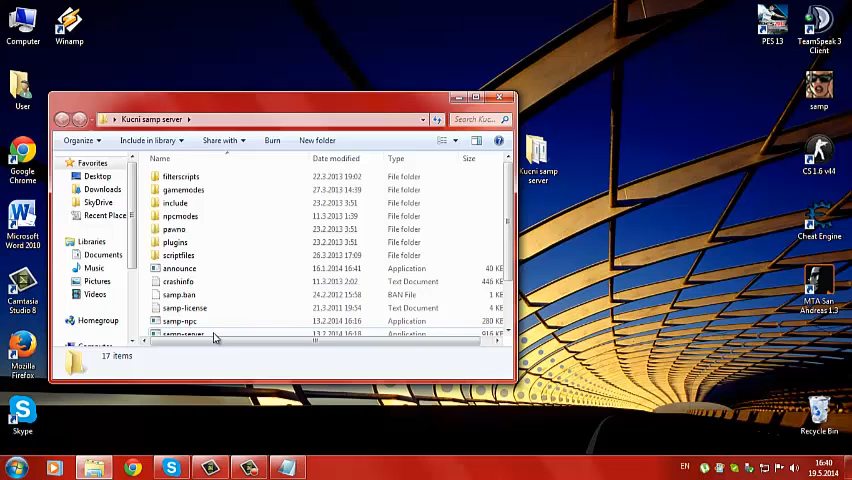 Computer
Winamp
PES 13
TeamSpeak 3
Client
User
samp
Google
Chrome
Kucni samp
server
CS 1.6 v44
Microsoft
Word 2010
Cheat Engine
Camtasia
Studio 8
MTA San
Andreas 1.3
Mozilla
Firefox
Skype
Recycle Bin
Kucni samp server
Search Kuc...
Organize
Include in library
Share with
Burn
New folder
Favorites
Desktop
Downloads
SkyDrive
Recent Place
Libraries
Documents
Music
Pictures
Videos
Homegroup
Computer
Name Date modified Type Size
filterscripts 22.3.2013 19:02 File folder
gamemodes 27.3.2013 14:39 File folder
include 23.2.2013 3:51 File folder
npcmodes 11.3.2013 1:39 File folder
pawno 23.2.2013 3:51 File folder
plugins 23.2.2013 3:51 File folder
scriptfiles 26.3.2013 17:09 File folder
announce 16.1.2014 16:41 Application 40 KE
crashinfo 11.3.2013 2:02 Text Document 446 KE
samp.ban 24.2.2012 15:58 BAN File 1 KE
samp-license 21.3.2011 19:54 Text Document 4 KE
samp-npc 13.2.2014 16:16 Application 280 KE
samp-server 13.2.2014 16:18 Application 916 KE
17 items
EN
16:40
19.5.2014